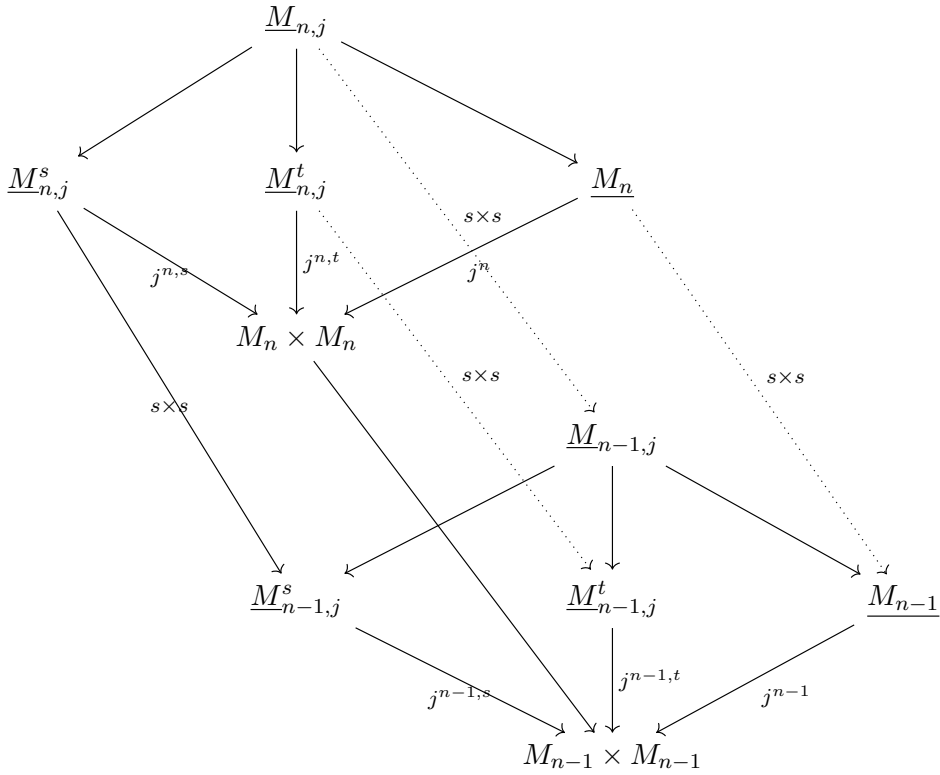 M_{n,j}
M^s_{n,j} M^t_{n,j} M_n
s×s
j^{n,s} j^{n,t} j^n
M_n × M_n
s×s s×s
s×s
M_{n−1,j}
M^s_{n−1,j} M^t_{n−1,j} M_{n−1}
j^{n−1,s} j^{n−1,t} j^{n−1}
M_{n−1} × M_{n−1}